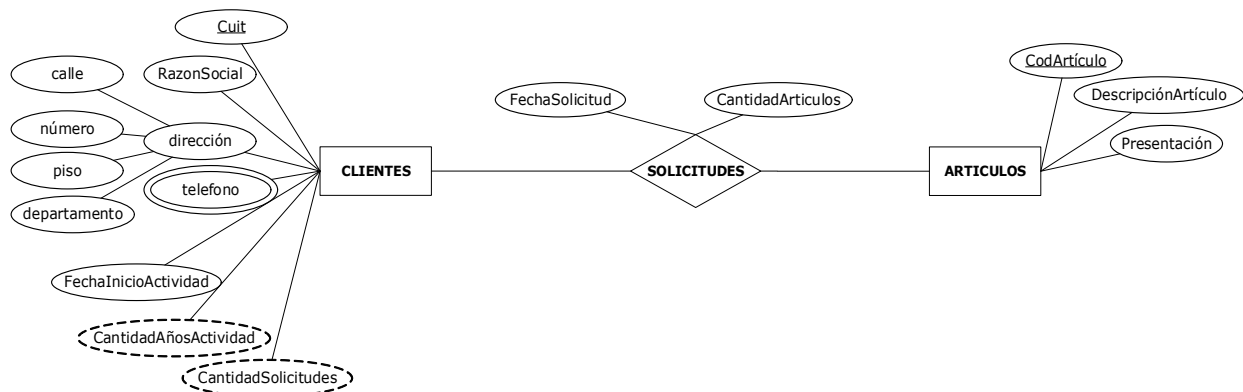 Cuit
RazonSocial
calle
número
dirección
piso
telefono
departamento
FechaInicioActividad
CantidadAñosActividad
CantidadSolicitudes
CLIENTES
FechaSolicitud
CantidadArticulos
SOLICITUDES
CodArtículo
DescripciónArtículo
Presentación
ARTICULOS